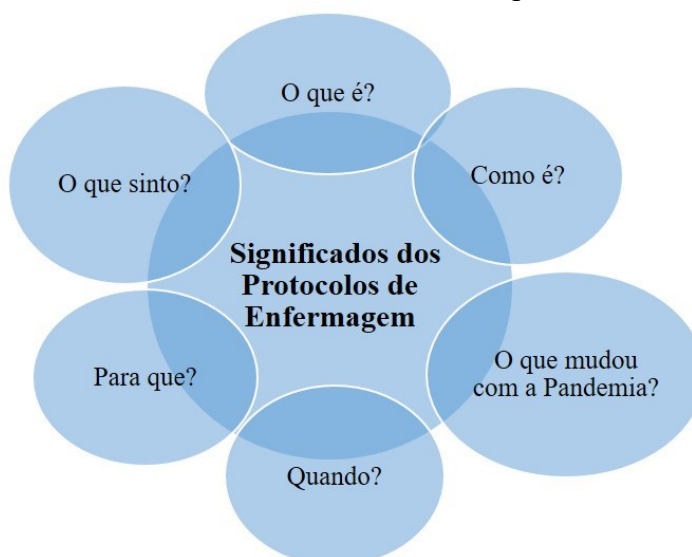 O que é?
Como é?
O que sinto?
Significados dos
Protocolos de
Enfermagem
O que mudou
com a Pandemia?
Para que?
Quando?